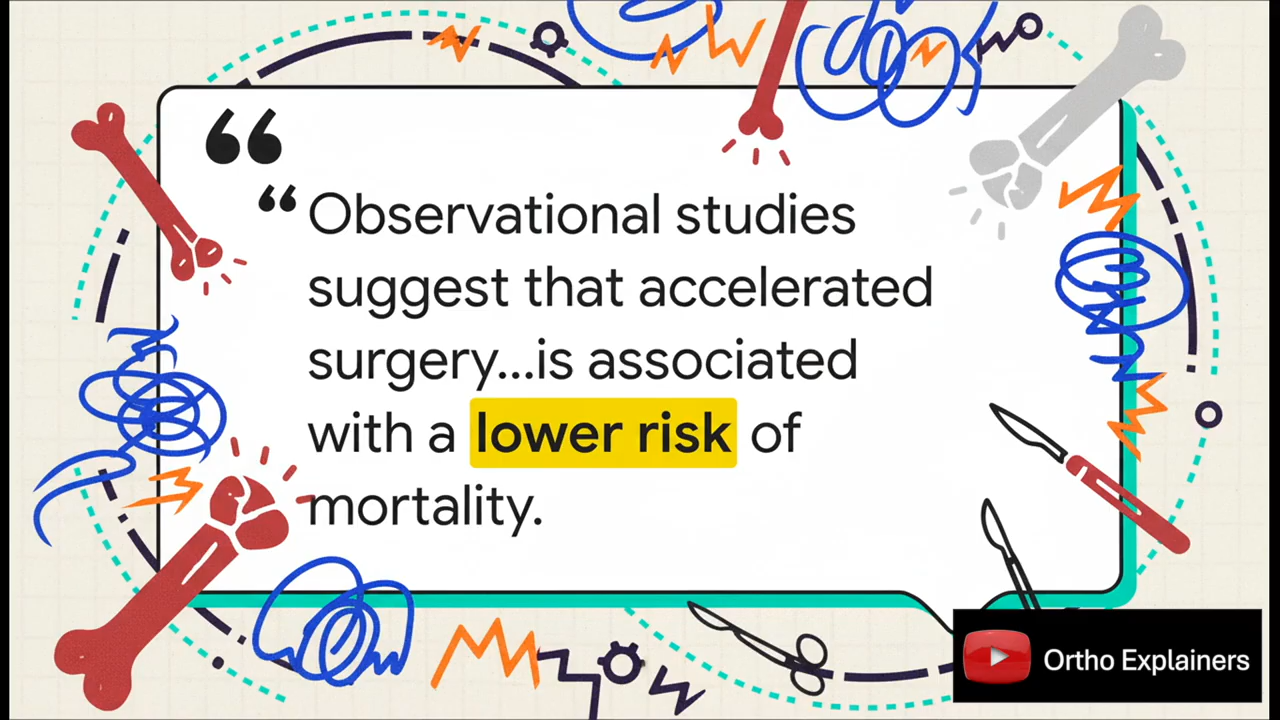 “
“Observational studies
suggest that accelerated
surgery...is associated
with a lower risk of
mortality.
Ortho Explainers